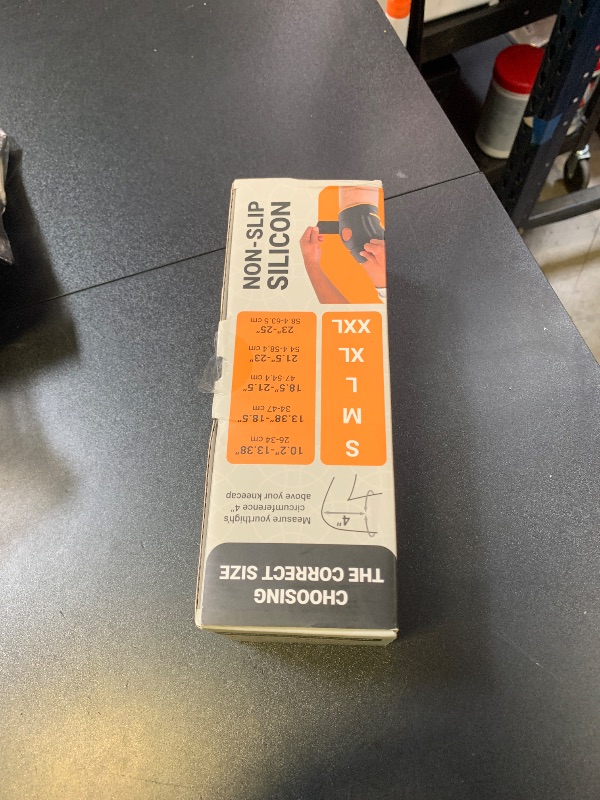 CHOOSING
THE CORRECT SIZE
Measure yourthigh's
circumference 4"
above your kneecap
4"
S
10.2"-13.38"
26-34 cm
M
13.38"-18.5"
34-47 cm
L
18.5"-21.5"
47-54.4 cm
XL
21.5"-23"
54.4-58.4 cm
XXL
23"-25"
58.4-63.5 cm
NON-SLIP
SILICON